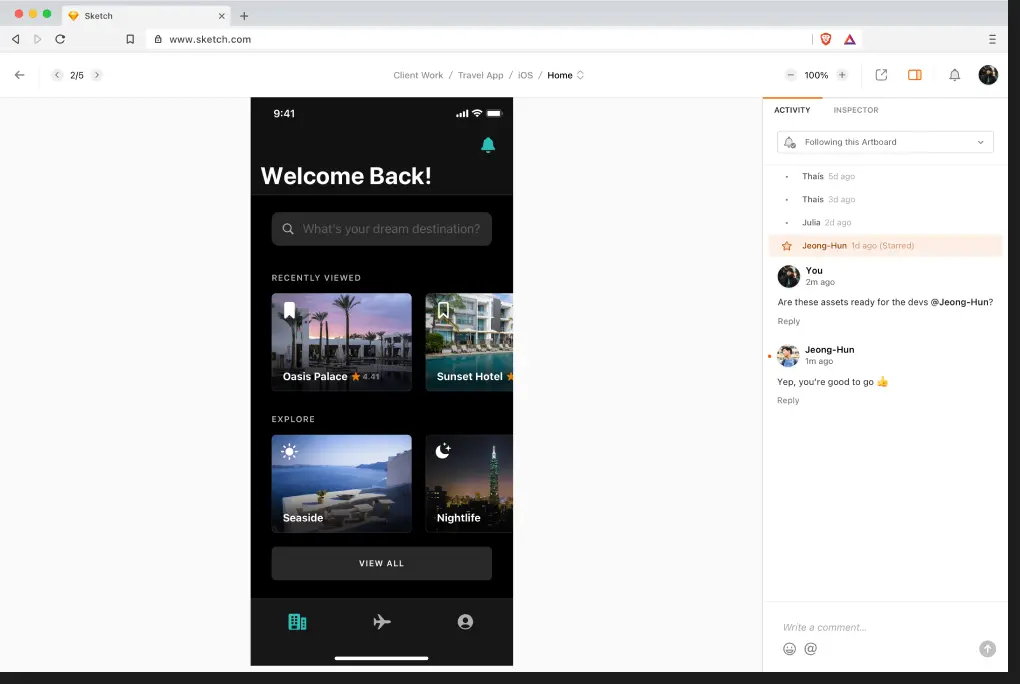 Sketch
www.sketch.com
2/5
Client Work / Travel App / iOS / Home
100%
9:41
Welcome Back!
What's your dream destination?
RECENTLY VIEWED
Oasis Palace 4.41
Sunset Hotel
EXPLORE
Seaside
Nightlife
VIEW ALL
ACTIVITY
INSPECTOR
Following this Artboard
Thaís 5d ago
Thaís 3d ago
Julia 2d ago
Jeong-Hun 1d ago (Starred)
You
2m ago
Are these assets ready for the devs @Jeong-Hun?
Reply
Jeong-Hun
1m ago
Yep, you're good to go 👍
Reply
Write a comment...